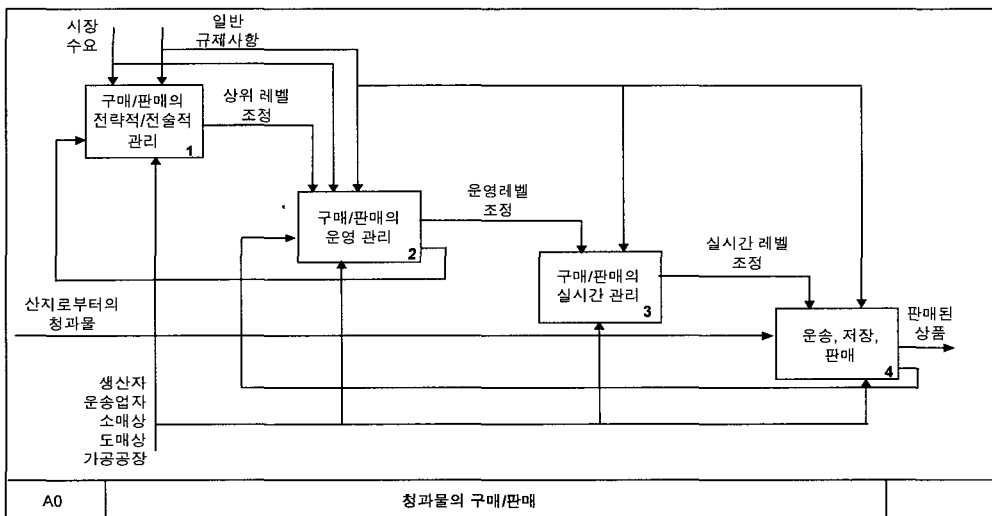 시장
수요
일반
규제사항
구매/판매의
전략적/전술적
관리
1
상위 레벨
조정
구매/판매의
운영 관리
2
운영레벨
조정
구매/판매의
실시간 관리
3
실시간 레벨
조정
산지로부터의
청과물
운송, 저장,
판매
4
판매된
상품
생산자
운송업자
소매상
도매상
가공공장
A0
청과물의 구매/판매